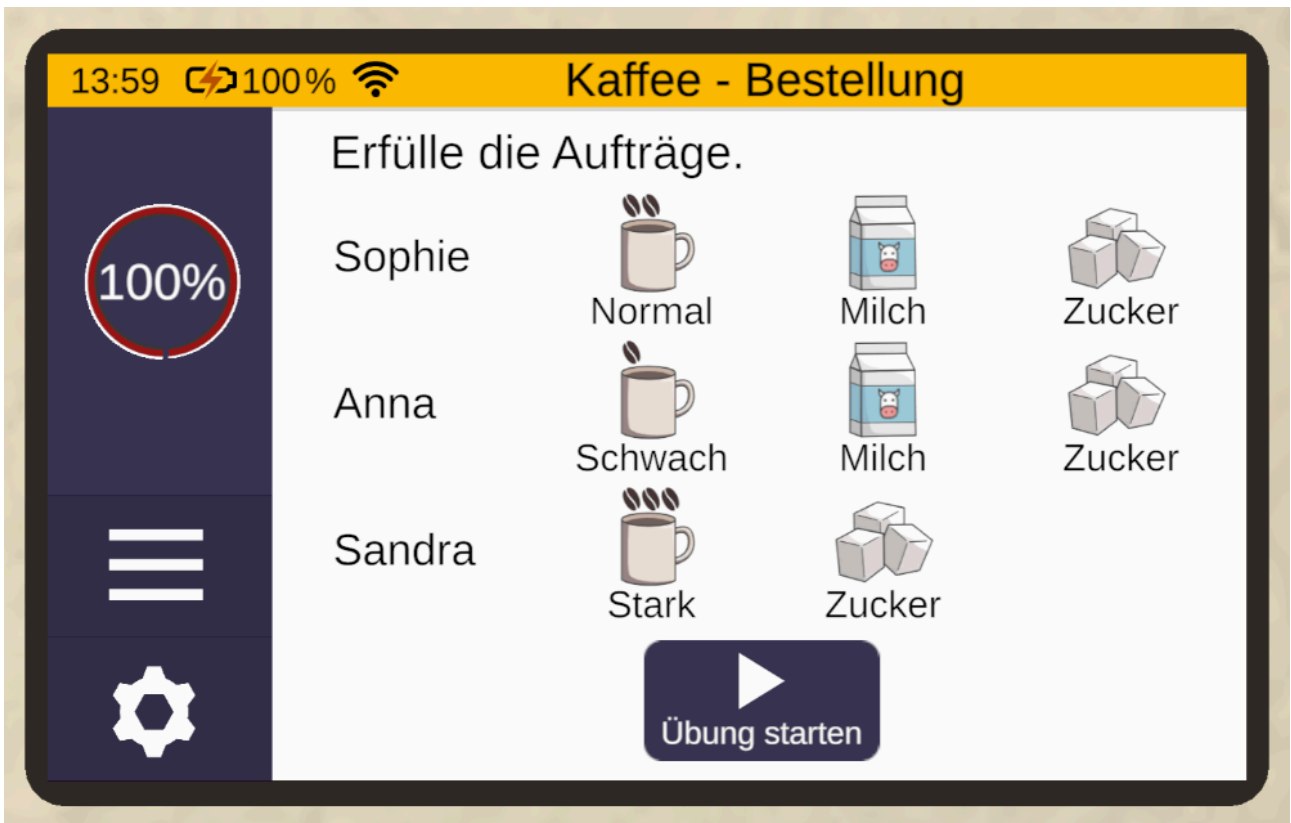 13:59 100% Kaffee - Bestellung
Erfülle die Aufträge.
100%
Sophie
Normal Milch Zucker
Anna
Schwach Milch Zucker
Sandra
Stark Zucker
Übung starten